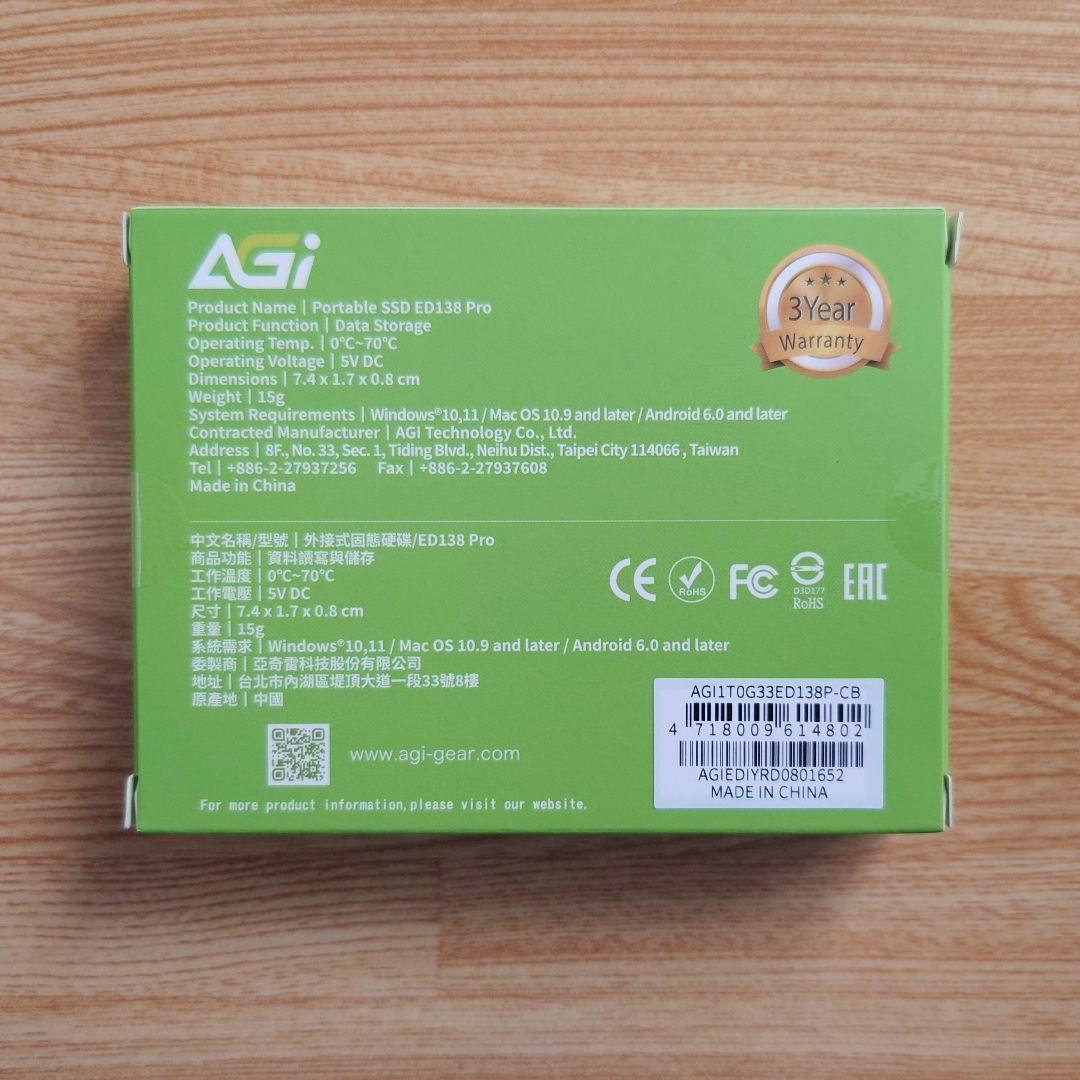 AGi
Product Name | Portable SSD ED138 Pro
Product Function | Data Storage
Operating Temp. | 0℃~70℃
Operating Voltage | 5V DC
Dimensions | 7.4 x 1.7 x 0.8 cm
Weight | 15g
System Requirements | Windows®10,11 / Mac OS 10.9 and later / Android 6.0 and later
Contracted Manufacturer | AGI Technology Co., Ltd.
Address | 8F., No. 33, Sec. 1, Tiding Blvd., Neihu Dist., Taipei City 114066 , Taiwan
Tel | +886-2-27937256 Fax | +886-2-27937608
Made in China
3 Year
Warranty
中文名稱/型號 | 外接式固態硬碟/ED138 Pro
商品功能 | 資料讀寫與儲存
工作溫度 | 0℃~70℃
工作電壓 | 5V DC
尺寸 | 7.4 x 1.7 x 0.8 cm
重量 | 15g
系統需求 | Windows®10,11 / Mac OS 10.9 and later / Android 6.0 and later
委製商 | 亞奇雷科技股份有限公司
地址 | 台北市內湖區堤頂大道一段33號8樓
原產地 | 中國
CE
RoHS
FC
D3D177
RoHS
EAC
www.agi-gear.com
For more product information,please visit our website.
AGI1T0G33ED138P-CB
4 718009 614802
AGIEDIYRD0801652
MADE IN CHINA